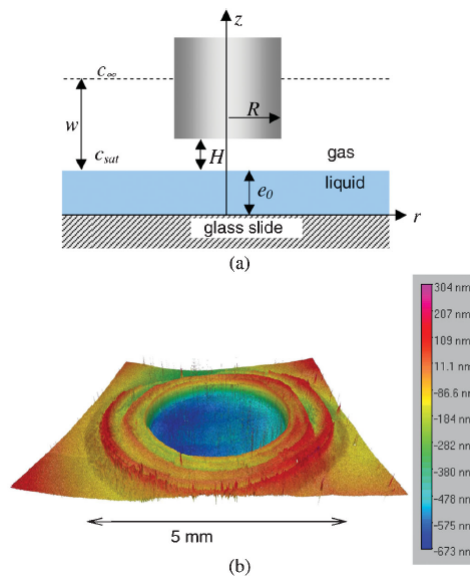 z
c∞
R
w
c_sat
H
gas
e₀
liquid
r
glass slide
(a)
304 nm
207 nm
109 nm
11.1 nm
-86.6 nm
-184 nm
-282 nm
-380 nm
-478 nm
-575 nm
-673 nm
5 mm
(b)